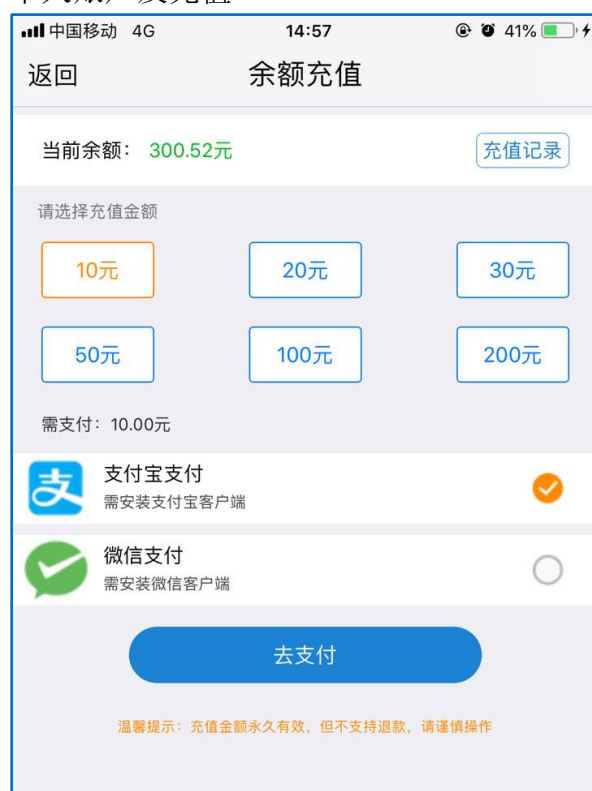 中国移动 4G 14:57 41%
返回 余额充值
当前余额： 300.52元 充值记录
请选择充值金额
10元 20元 30元
50元 100元 200元
需支付：10.00元
支付宝支付
需安装支付宝客户端
微信支付
需安装微信客户端
去支付
温馨提示：充值金额永久有效，但不支持退款，请谨慎操作